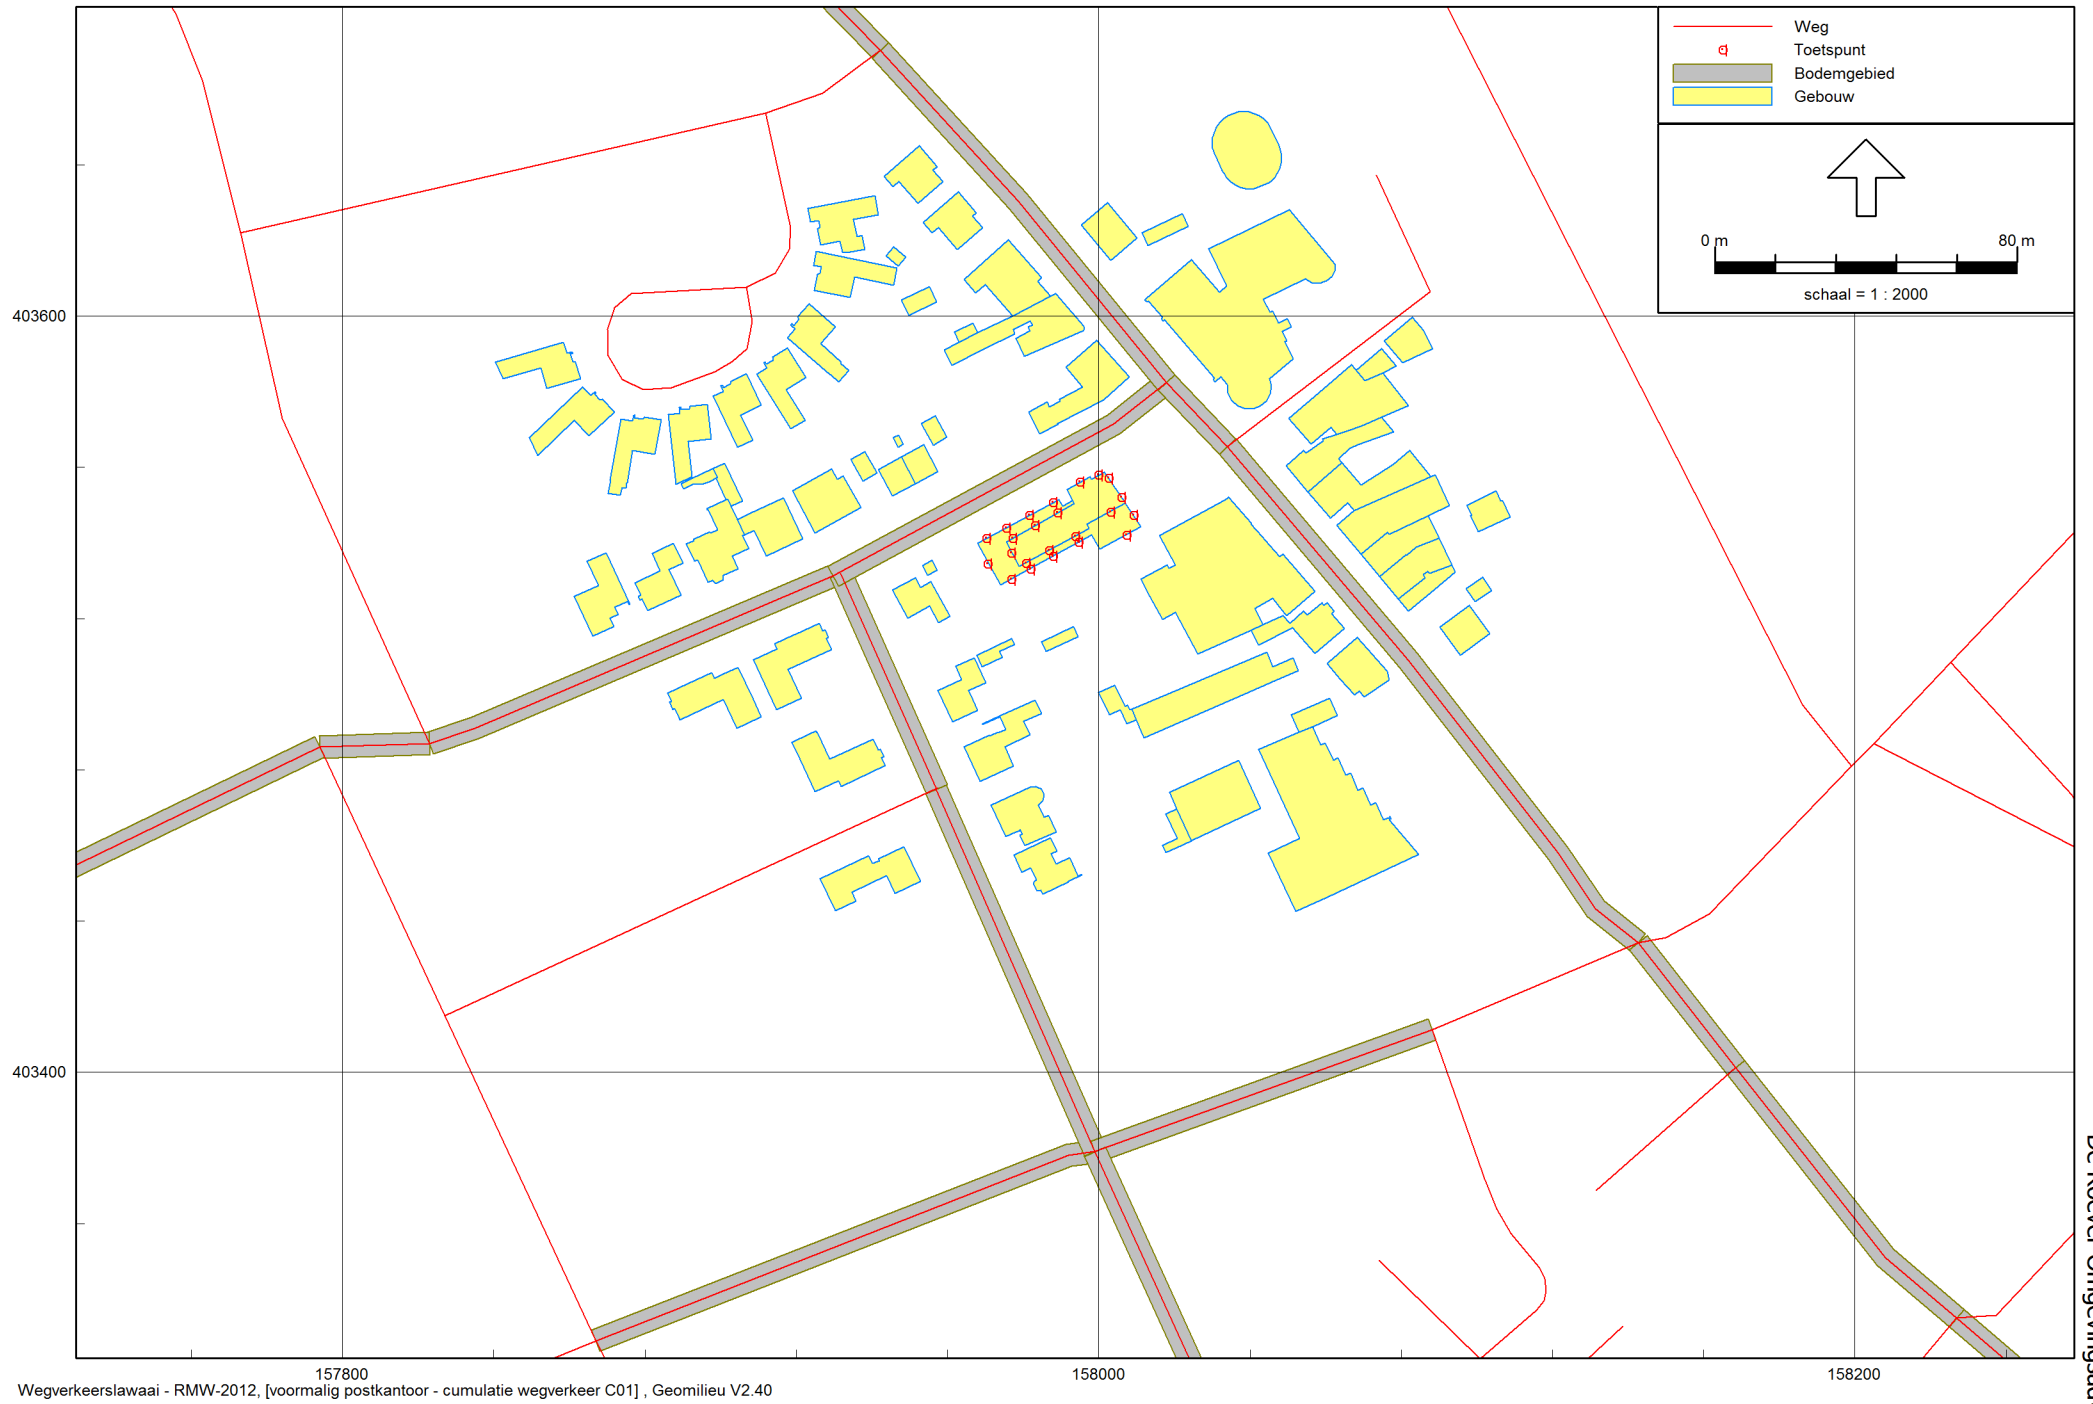 Weg
Toetspunt
Bodemgebied
Gebouw
0 m
80 m
schaal = 1 : 2000
403600
403400
157800
158000
158200
Wegverkeerslawaai - RMW-2012, [voormalig postkantoor - cumulatie wegverkeer C01] , Geomilieu V2.40